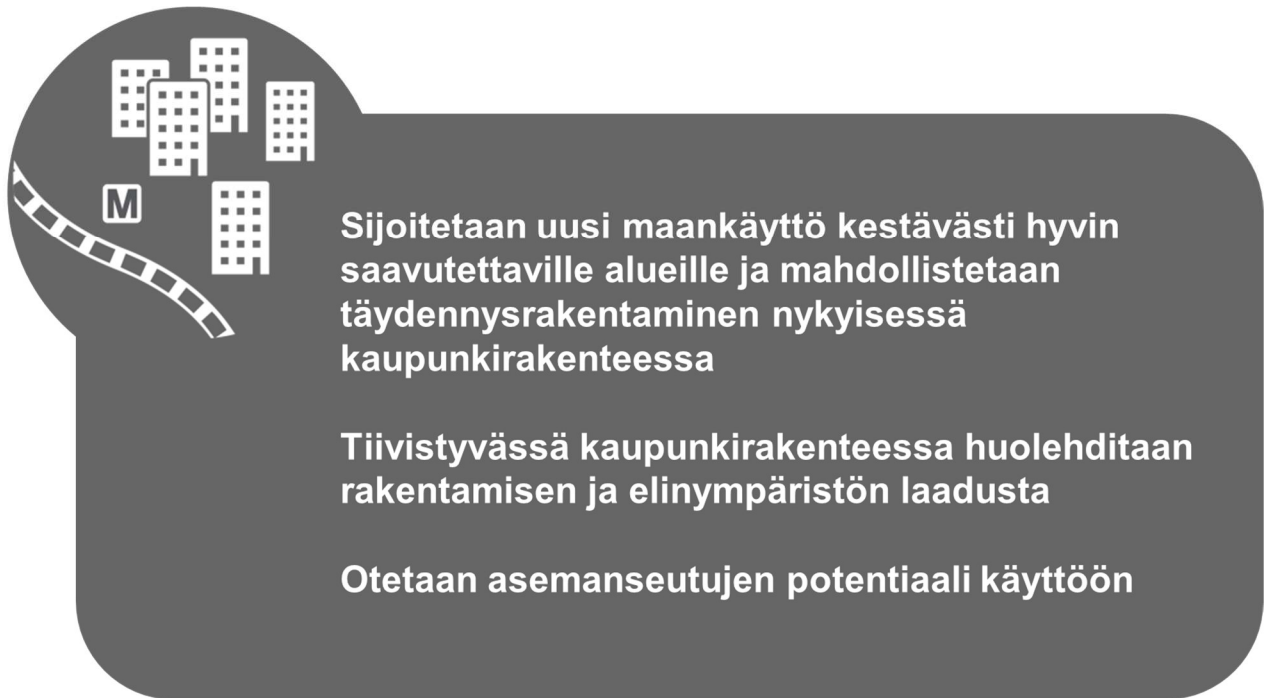 M
Sijoitetaan uusi maankäyttö kestävästi hyvin
saavutettaville alueille ja mahdollistetaan
täydennysrakentaminen nykyisessä
kaupunkirakenteessa
Tiivistyvässä kaupunkirakenteessa huolehditaan
rakentamisen ja elinympäristön laadusta
Otetaan asemanseutujen potentiaali käyttöön